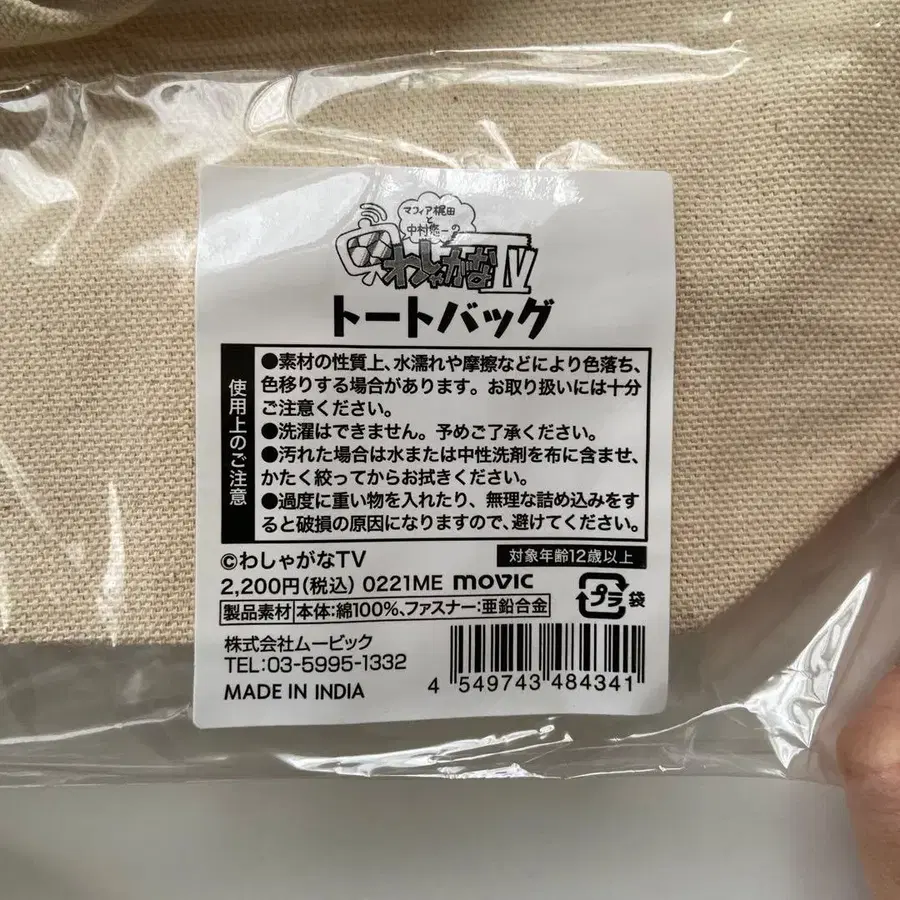 マフィア梶田
と
中村悠一の
わしゃがなTV
トートバッグ
使用上のご注意
●素材の性質上、水濡れや摩擦などにより色落ち、
色移りする場合があります。お取り扱いには十分
ご注意ください。
●洗濯はできません。予めご了承ください。
●汚れた場合は水または中性洗剤を布に含ませ、
かたく絞ってからお拭きください。
●過度に重い物を入れたり、無理な詰め込みをす
ると破損の原因になりますので、避けてください。
©わしゃがなTV
対象年齢12歳以上
2,200円(税込) 0221ME movic
プラ 袋
製品素材 本体:綿100%、ファスナー:亜鉛合金
株式会社ムービック
TEL:03-5995-1332
MADE IN INDIA
4 549743 484341